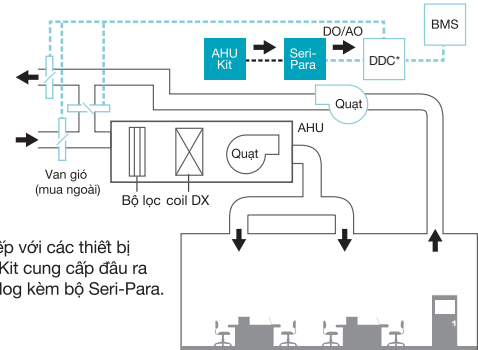 BMS
DO/AO
AHU
Kit
Seri-
Para
DDC*
Quạt
AHU
Quạt
Van gió
(mua ngoài)
Bộ lọc
coil DX
ếp với các thiết bị
Kit cung cấp đầu ra
log kèm bộ Seri-Para.